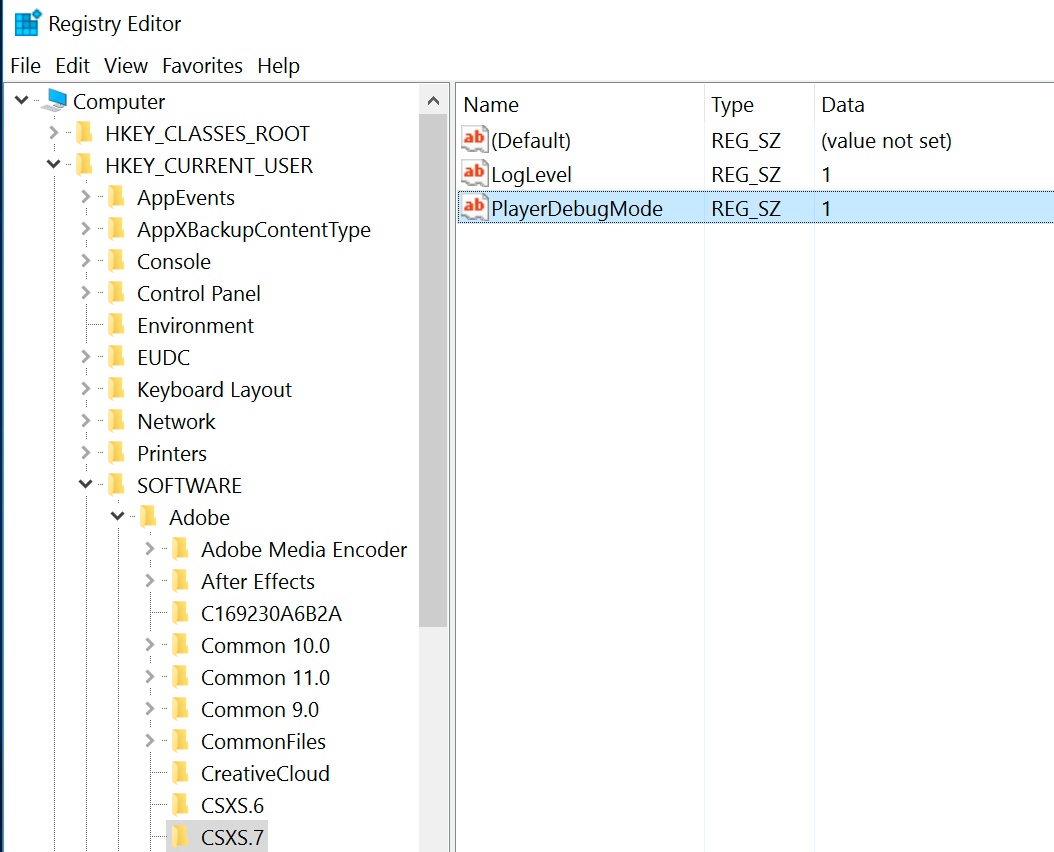 Registry Editor
File Edit View Favorites Help
Computer
HKEY_CLASSES_ROOT
HKEY_CURRENT_USER
AppEvents
AppXBackupContentType
Console
Control Panel
Environment
EUDC
Keyboard Layout
Network
Printers
SOFTWARE
Adobe
Adobe Media Encoder
After Effects
C169230A6B2A
Common 10.0
Common 11.0
Common 9.0
CommonFiles
CreativeCloud
CSXS.6
CSXS.7
Name Type Data
ab (Default) REG_SZ (value not set)
ab LogLevel REG_SZ 1
ab PlayerDebugMode REG_SZ 1